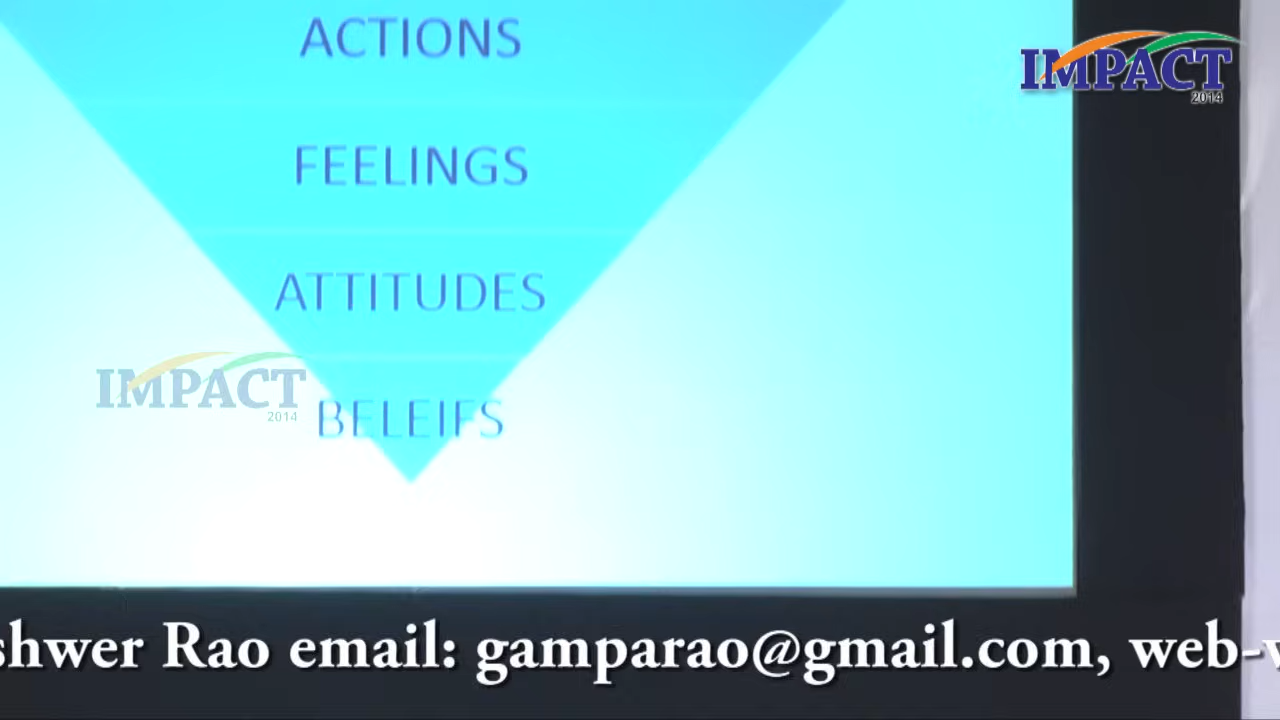 ACTIONS
IMPACT
2014
FEELINGS
ATTITUDES
IMPACT
2014
BELEIFS
shwer Rao email: gamparao@gmail.com, web-